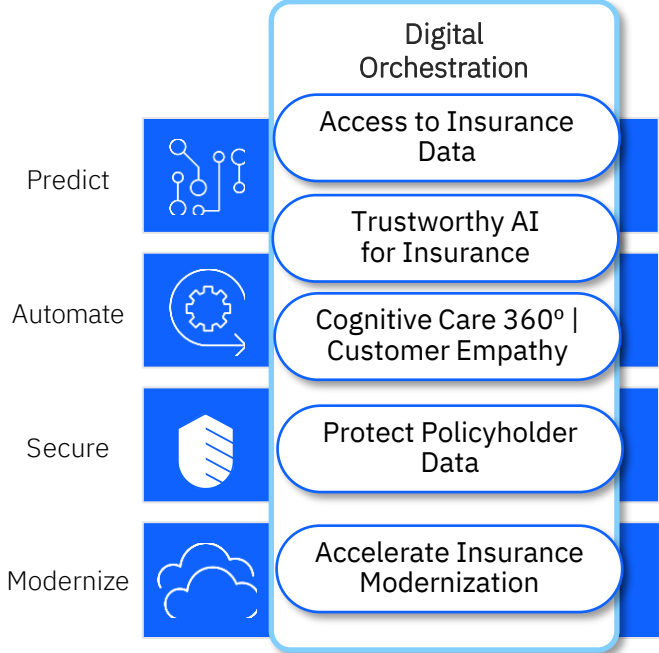 Digital
Orchestration
Access to Insurance
Data
Predict
Trustworthy AI
for Insurance
Automate
Cognitive Care 360º |
Customer Empathy
Secure
Protect Policyholder
Data
Modernize
Accelerate Insurance
Modernization